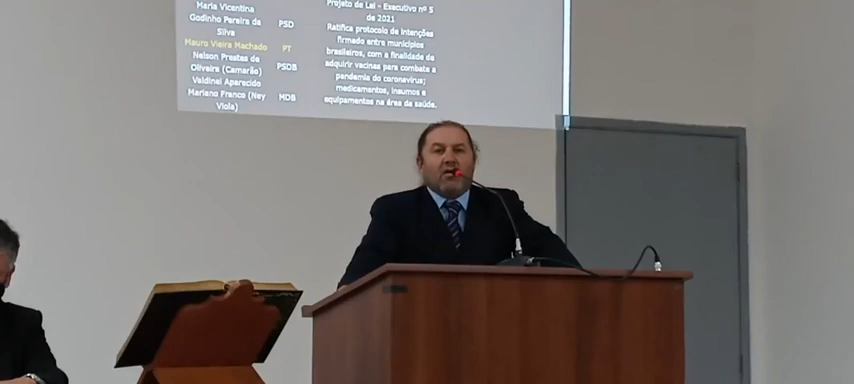 Maria Vicentina
Godinho Pereira da
Silva
PSD
Mauro Vieira Machado PT
Nelson Prestes de
Oliveira (Camarão)
PSDB
Valdinei Aparecido
Mariano Franco (Ney
Viola)
MDB
Projeto de Lei - Executivo nº 5
de 2021
Ratifica protocolo de intenções
firmado entre municípios
brasileiros, com a finalidade de
adquirir vacinas para combate a
pandemia do coronavírus;
medicamentos, insumos e
equipamentos na área da saúde.